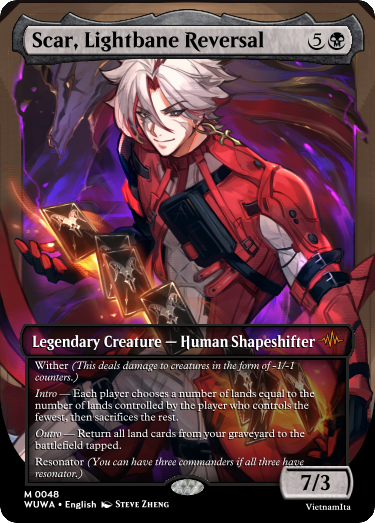 Scar, Lightbane Reversal 5
Legendary Creature — Human Shapeshifter
Wither (This deals damage to creatures in the form of -1/-1
counters.)
Intro — Each player chooses a number of lands equal to the
number of lands controlled by the player who controls the
fewest, then sacrifices the rest.
Outro — Return all land cards from your graveyard to the
battlefield tapped.
Resonator (You can have three commanders if all three have
resonator.)
7/3
M 0048
WUWA • English Steve Zheng
VietnamIta